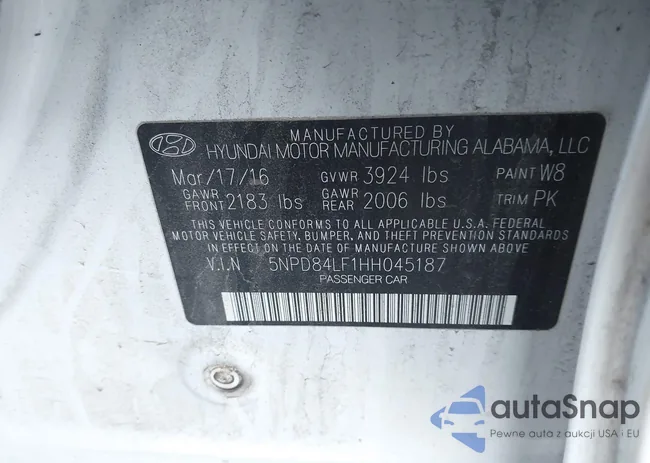 MANUFACTURED BY
HYUNDAI MOTOR MANUFACTURING ALABAMA, LLC
Mar/17/16 GVWR 3924 lbs PAINT W8
GAWR FRONT 2183 lbs GAWR REAR 2006 lbs TRIM PK
THIS VEHICLE CONFORMS TO ALL APPLICABLE U.S.A. FEDERAL
MOTOR VEHICLE SAFETY, BUMPER, AND THEFT PREVENTION STANDARDS
IN EFFECT ON THE DATE OF MANUFACTURE SHOWN ABOVE.
V.I.N 5NPD84LF1HH045187
PASSENGER CAR
autaSnap
Pewne auta z aukcji USA i EU